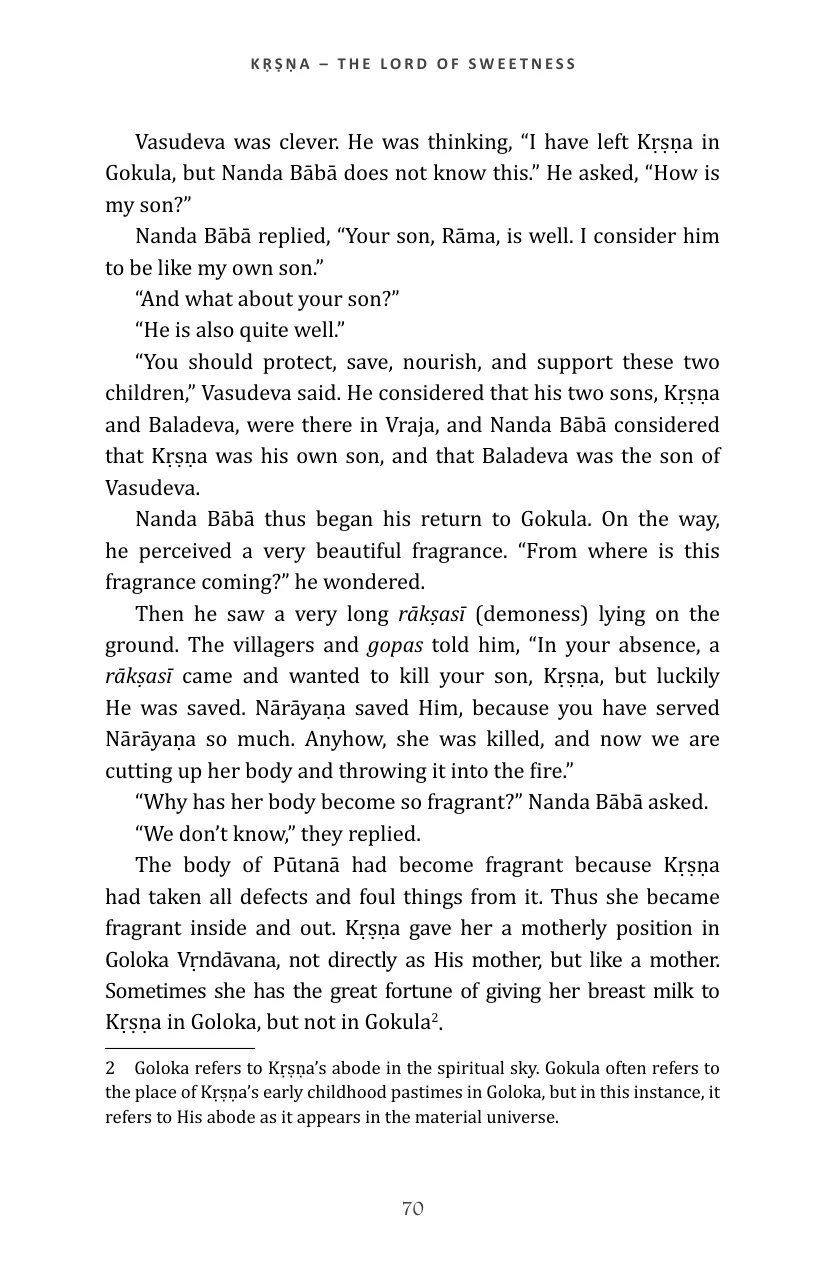 KṚṢṆA – THE LORD OF SWEETNESS
Vasudeva was clever. He was thinking, “I have left Kṛṣṇa in
Gokula, but Nanda Bābā does not know this.” He asked, “How is
my son?”
Nanda Bābā replied, “Your son, Rāma, is well. I consider him
to be like my own son.”
“And what about your son?”
“He is also quite well.”
“You should protect, save, nourish, and support these two
children,” Vasudeva said. He considered that his two sons, Kṛṣṇa
and Baladeva, were there in Vraja, and Nanda Bābā considered
that Kṛṣṇa was his own son, and that Baladeva was the son of
Vasudeva.
Nanda Bābā thus began his return to Gokula. On the way,
he perceived a very beautiful fragrance. “From where is this
fragrance coming?” he wondered.
Then he saw a very long rākṣasī (demoness) lying on the
ground. The villagers and gopas told him, “In your absence, a
rākṣasī came and wanted to kill your son, Kṛṣṇa, but luckily
He was saved. Nārāyaṇa saved Him, because you have served
Nārāyaṇa so much. Anyhow, she was killed, and now we are
cutting up her body and throwing it into the fire.”
“Why has her body become so fragrant?” Nanda Bābā asked.
“We don’t know,” they replied.
The body of Pūtanā had become fragrant because Kṛṣṇa
had taken all defects and foul things from it. Thus she became
fragrant inside and out. Kṛṣṇa gave her a motherly position in
Goloka Vṛndāvana, not directly as His mother, but like a mother.
Sometimes she has the great fortune of giving her breast milk to
Kṛṣṇa in Goloka, but not in Gokula².
2 Goloka refers to Kṛṣṇa’s abode in the spiritual sky. Gokula often refers to
the place of Kṛṣṇa’s early childhood pastimes in Goloka, but in this instance, it
refers to His abode as it appears in the material universe.
70